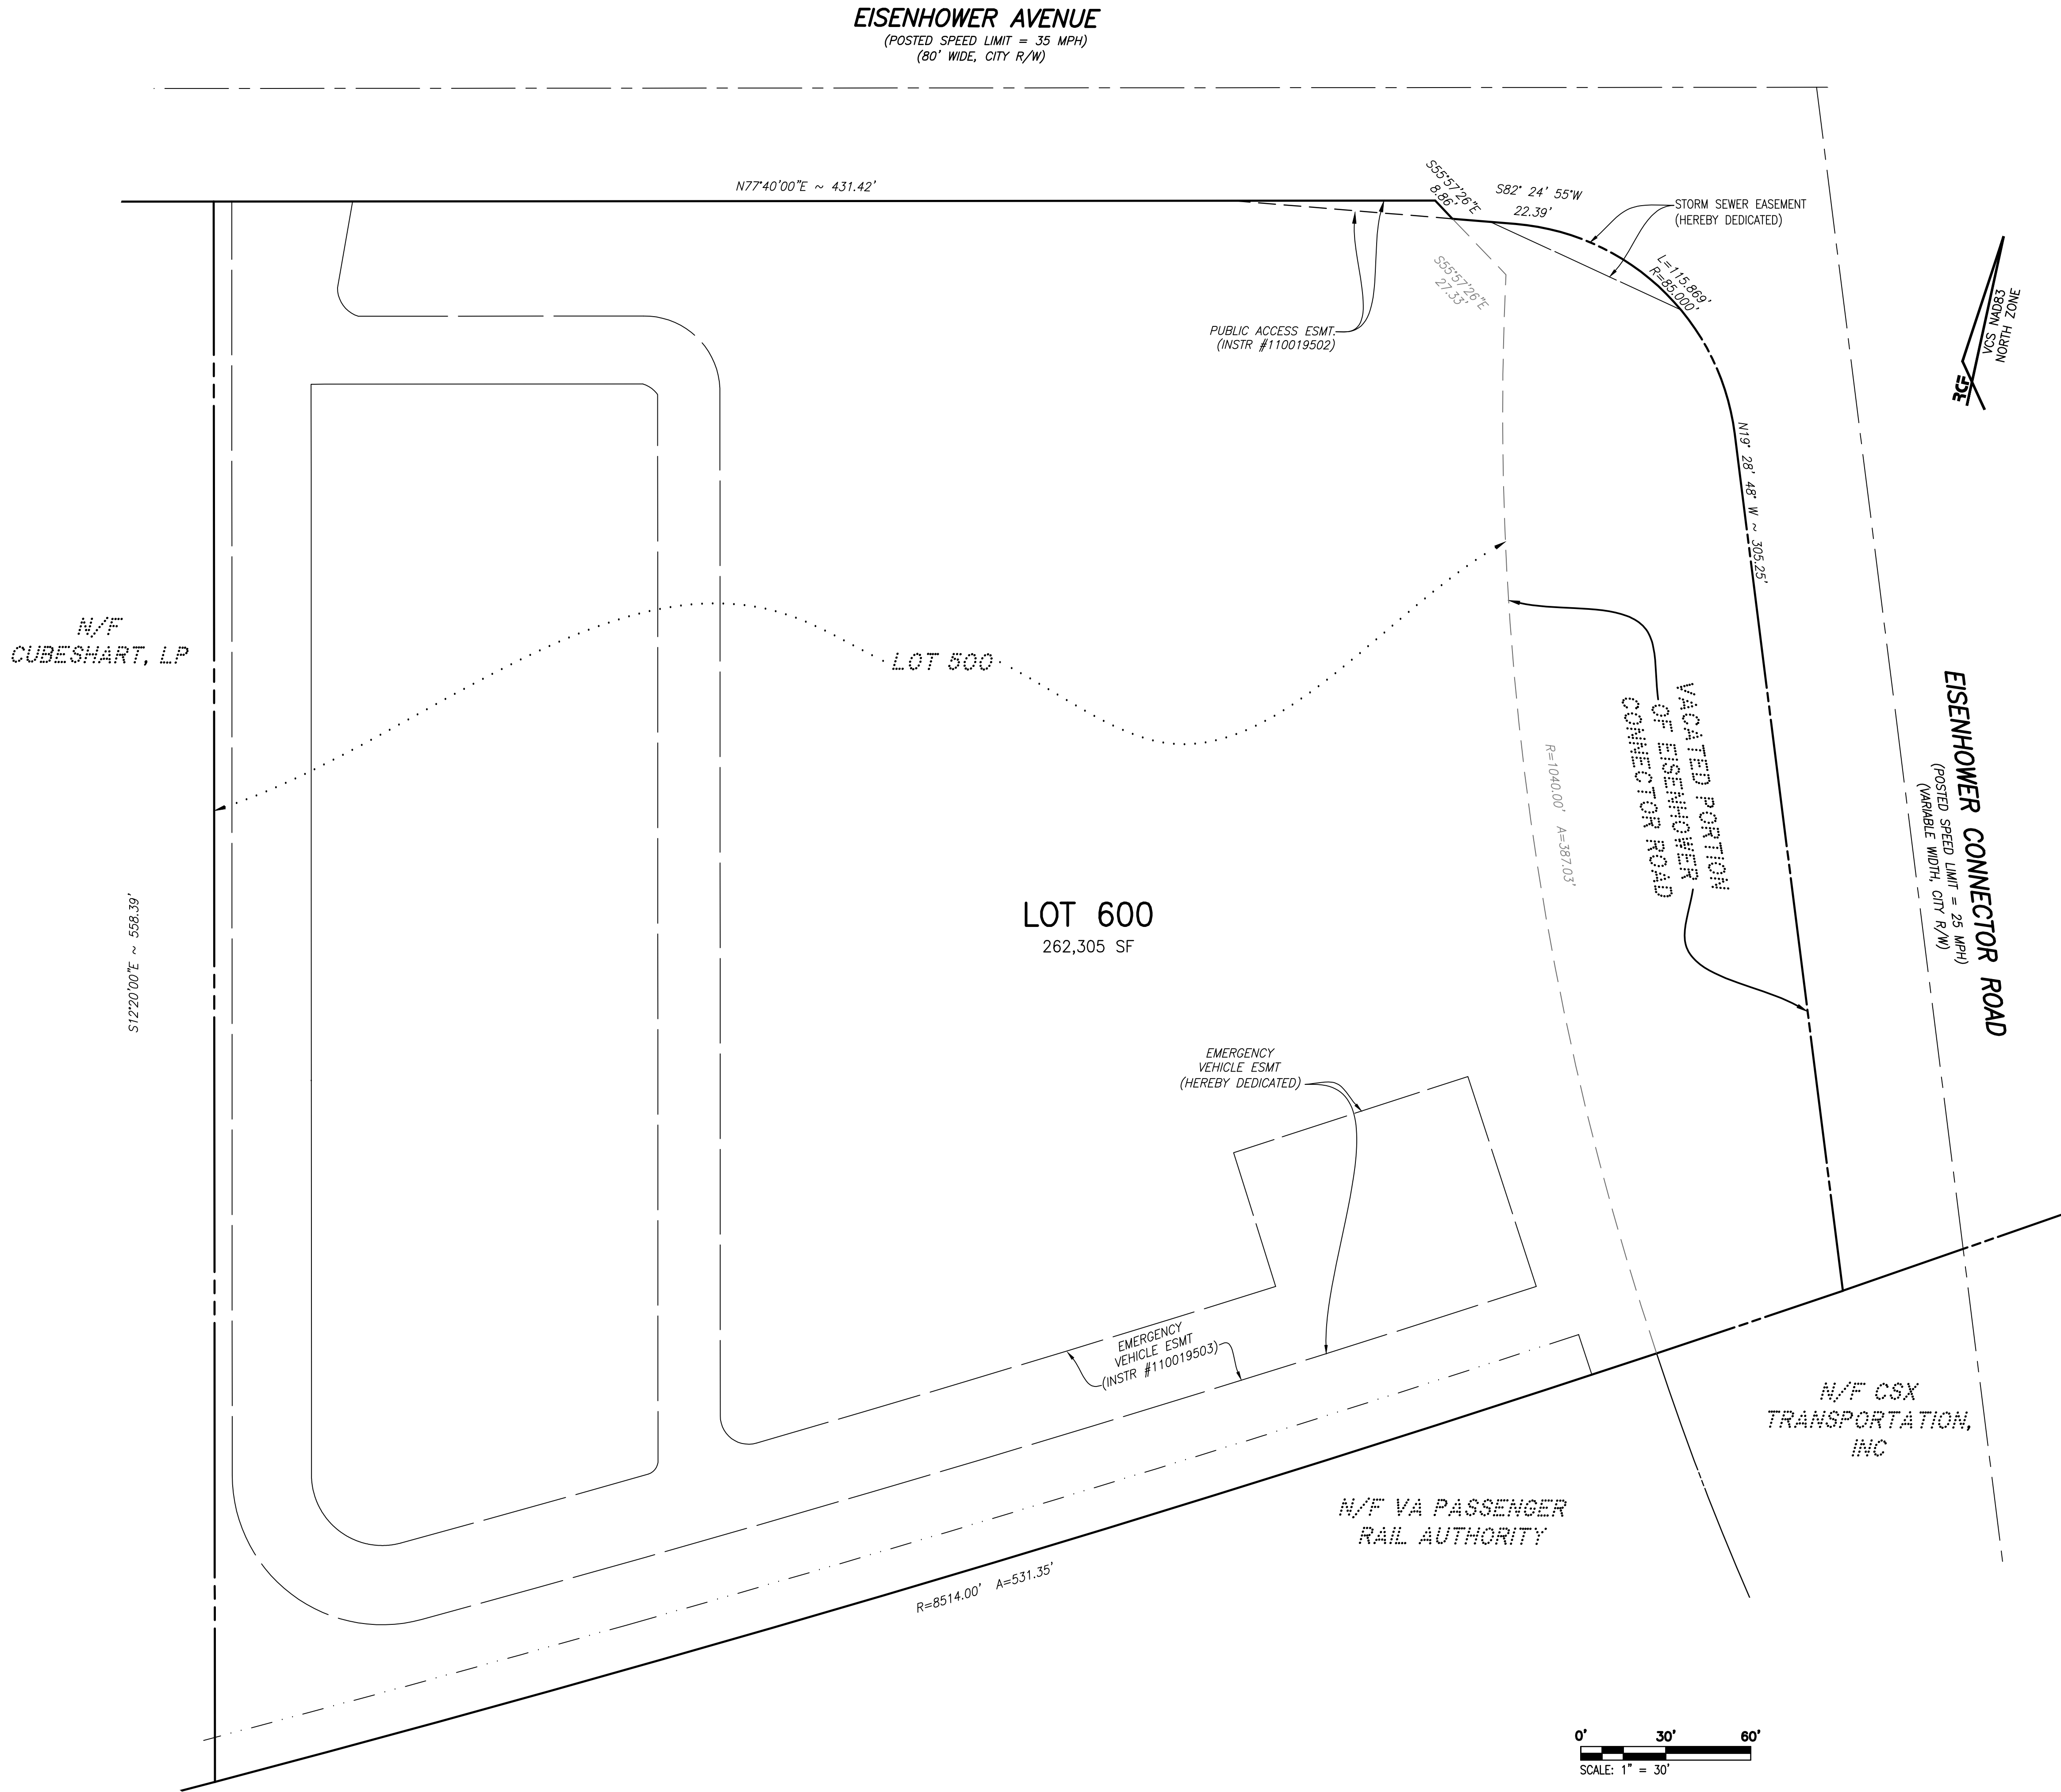 EISENHOWER AVENUE
(POSTED SPEED LIMIT = 35 MPH)
(80' WIDE, CITY R/W)
N77°40'00"E ~ 431.42'
S55°57'26"E
8.86'
S82° 24' 55"W
22.39'
STORM SEWER EASEMENT
(HEREBY DEDICATED)
L=115.869'
R=85.000'
S55°57'26"E
27.33'
PUBLIC ACCESS ESMT.
(INSTR #110019502)
VCS NAD83
NORTH ZONE
RCF
N19° 28' 48" W ~ 305.25'
N/F
CUBESHART, LP
LOT 500
VACATED PORTION
OF EISENHOWER
CONNECTOR ROAD
EISENHOWER CONNECTOR ROAD
(POSTED SPEED LIMIT = 25 MPH)
(VARIABLE WIDTH, CITY R/W)
R=1040.00' A=387.03'
S12°20'00"E ~ 558.39'
LOT 600
262,305 SF
EMERGENCY
VEHICLE ESMT
(HEREBY DEDICATED)
EMERGENCY
VEHICLE ESMT
(INSTR #110019503)
N/F CSX
TRANSPORTATION,
INC
N/F VA PASSENGER
RAIL AUTHORITY
R=8514.00' A=531.35'
0' 30' 60'
SCALE: 1" = 30'